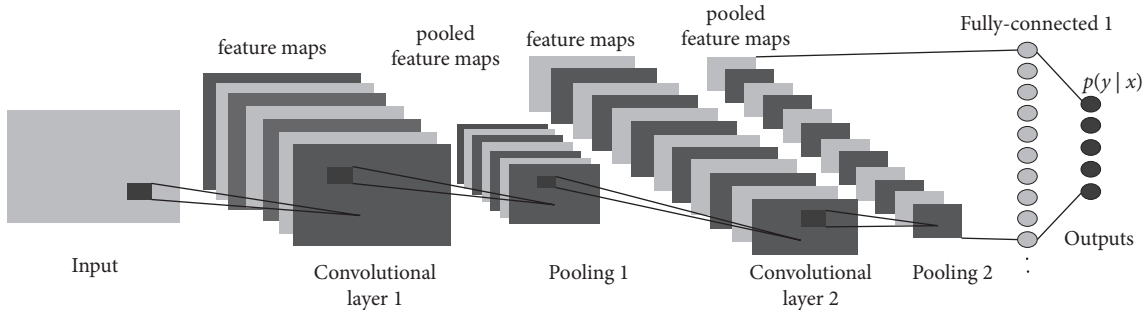 feature maps
pooled
feature maps
feature maps
pooled
feature maps
Fully-connected 1
p(y | x)
Input
Convolutional
layer 1
Pooling 1
Convolutional
layer 2
Pooling 2
Outputs